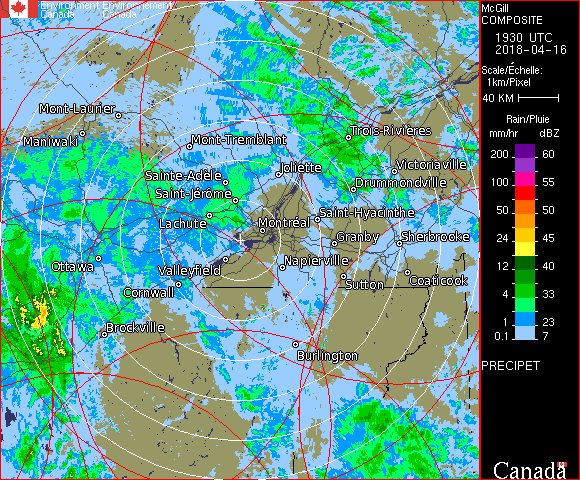 Environment Environnement
Canada Canada
McGill
COMPOSITE
1930 UTC
2018-04-16
Scale/Échelle:
1km/Pixel
40 KM
Rain/Pluie
mm/hr dBZ
200 60
100 55
50 50
24 45
12 40
4 33
1 23
0.1 7
PRECIPET
Canada
Mont-Laurier
Maniwaki
Mont-Tremblant
Trois-Rivières
Joliette
Victoriaville
Sainte-Adèle
Drummondville
Saint-Jérôme
Lachute
Saint-Hyacinthe
Montréal
Granby
Sherbrooke
Ottawa
Valleyfield
Napierville
Cornwall
Sutton
Coaticook
Brockville
Burlington